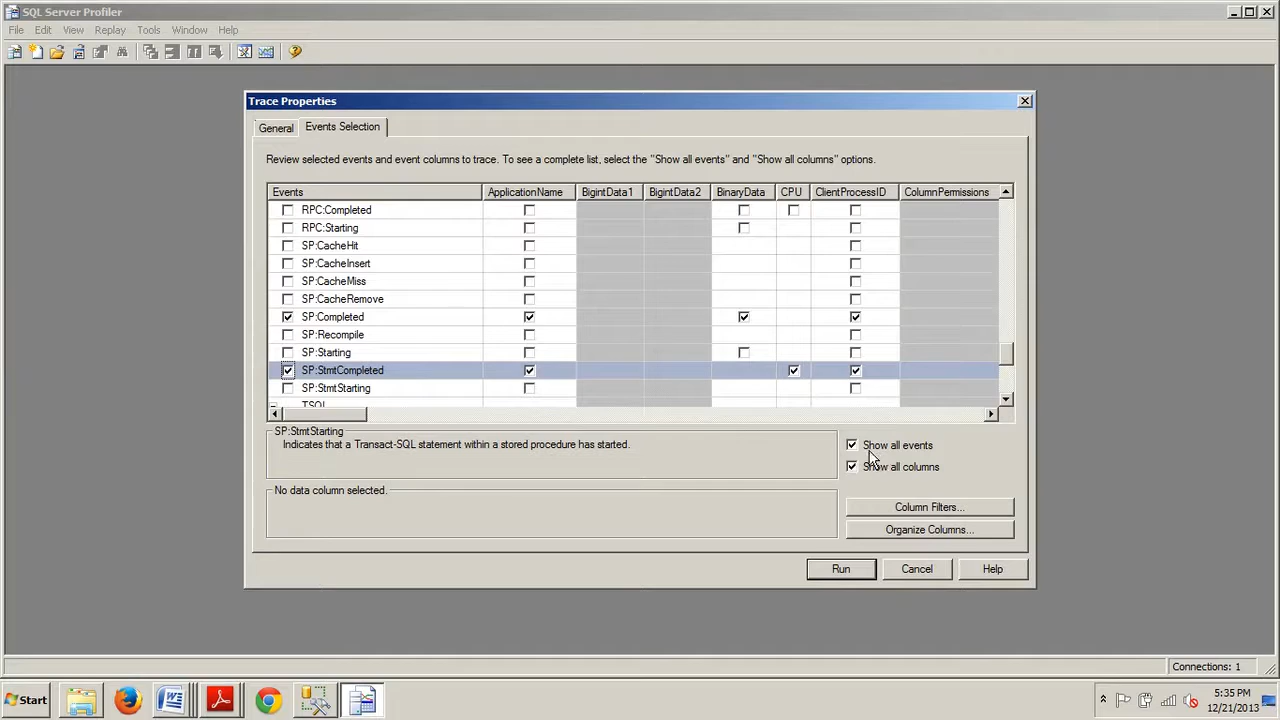 SQL Server Profiler
File Edit View Replay Tools Window Help
Trace Properties
General Events Selection
Review selected events and event columns to trace. To see a complete list, select the "Show all events" and "Show all columns" options.
Events ApplicationName BigintData1 BigintData2 BinaryData CPU ClientProcessID ColumnPermissions
RPC:Completed
RPC:Starting
SP:CacheHit
SP:CacheInsert
SP:CacheMiss
SP:CacheRemove
SP:Completed
SP:Recompile
SP:Starting
SP:StmtCompleted
SP:StmtStarting
TSQL
SP:StmtStarting
Indicates that a Transact-SQL statement within a stored procedure has started.
Show all events
Show all columns
No data column selected.
Column Filters...
Organize Columns...
Run Cancel Help
Connections: 1
Start
5:35 PM
12/21/2013